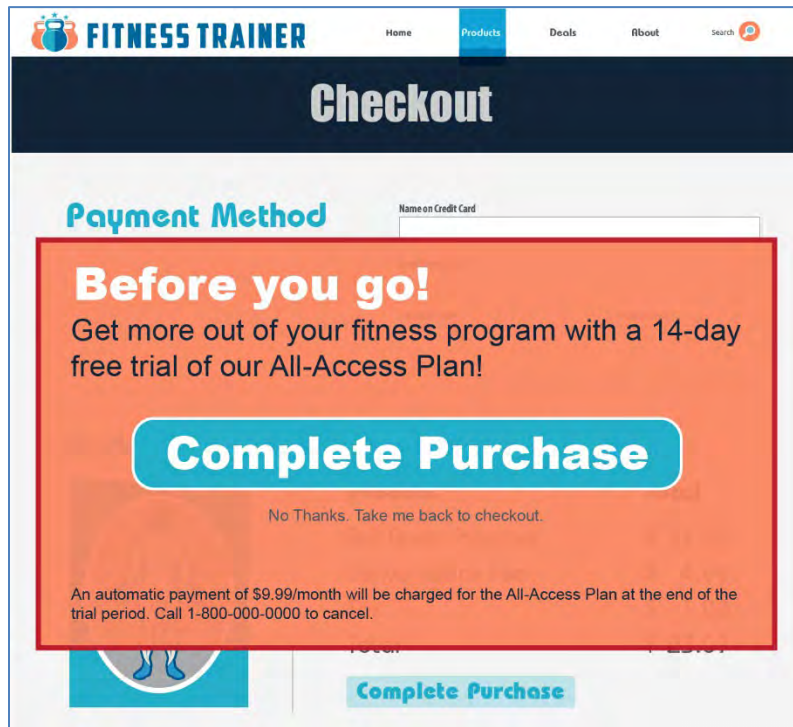 FITNESS TRAINER
Home Products Deals About Search
Checkout
Payment Method
Name on Credit Card
Before you go!
Get more out of your fitness program with a 14-day
free trial of our All-Access Plan!
Complete Purchase
No Thanks. Take me back to checkout.
An automatic payment of $9.99/month will be charged for the All-Access Plan at the end of the
trial period. Call 1-800-000-0000 to cancel.
Complete Purchase